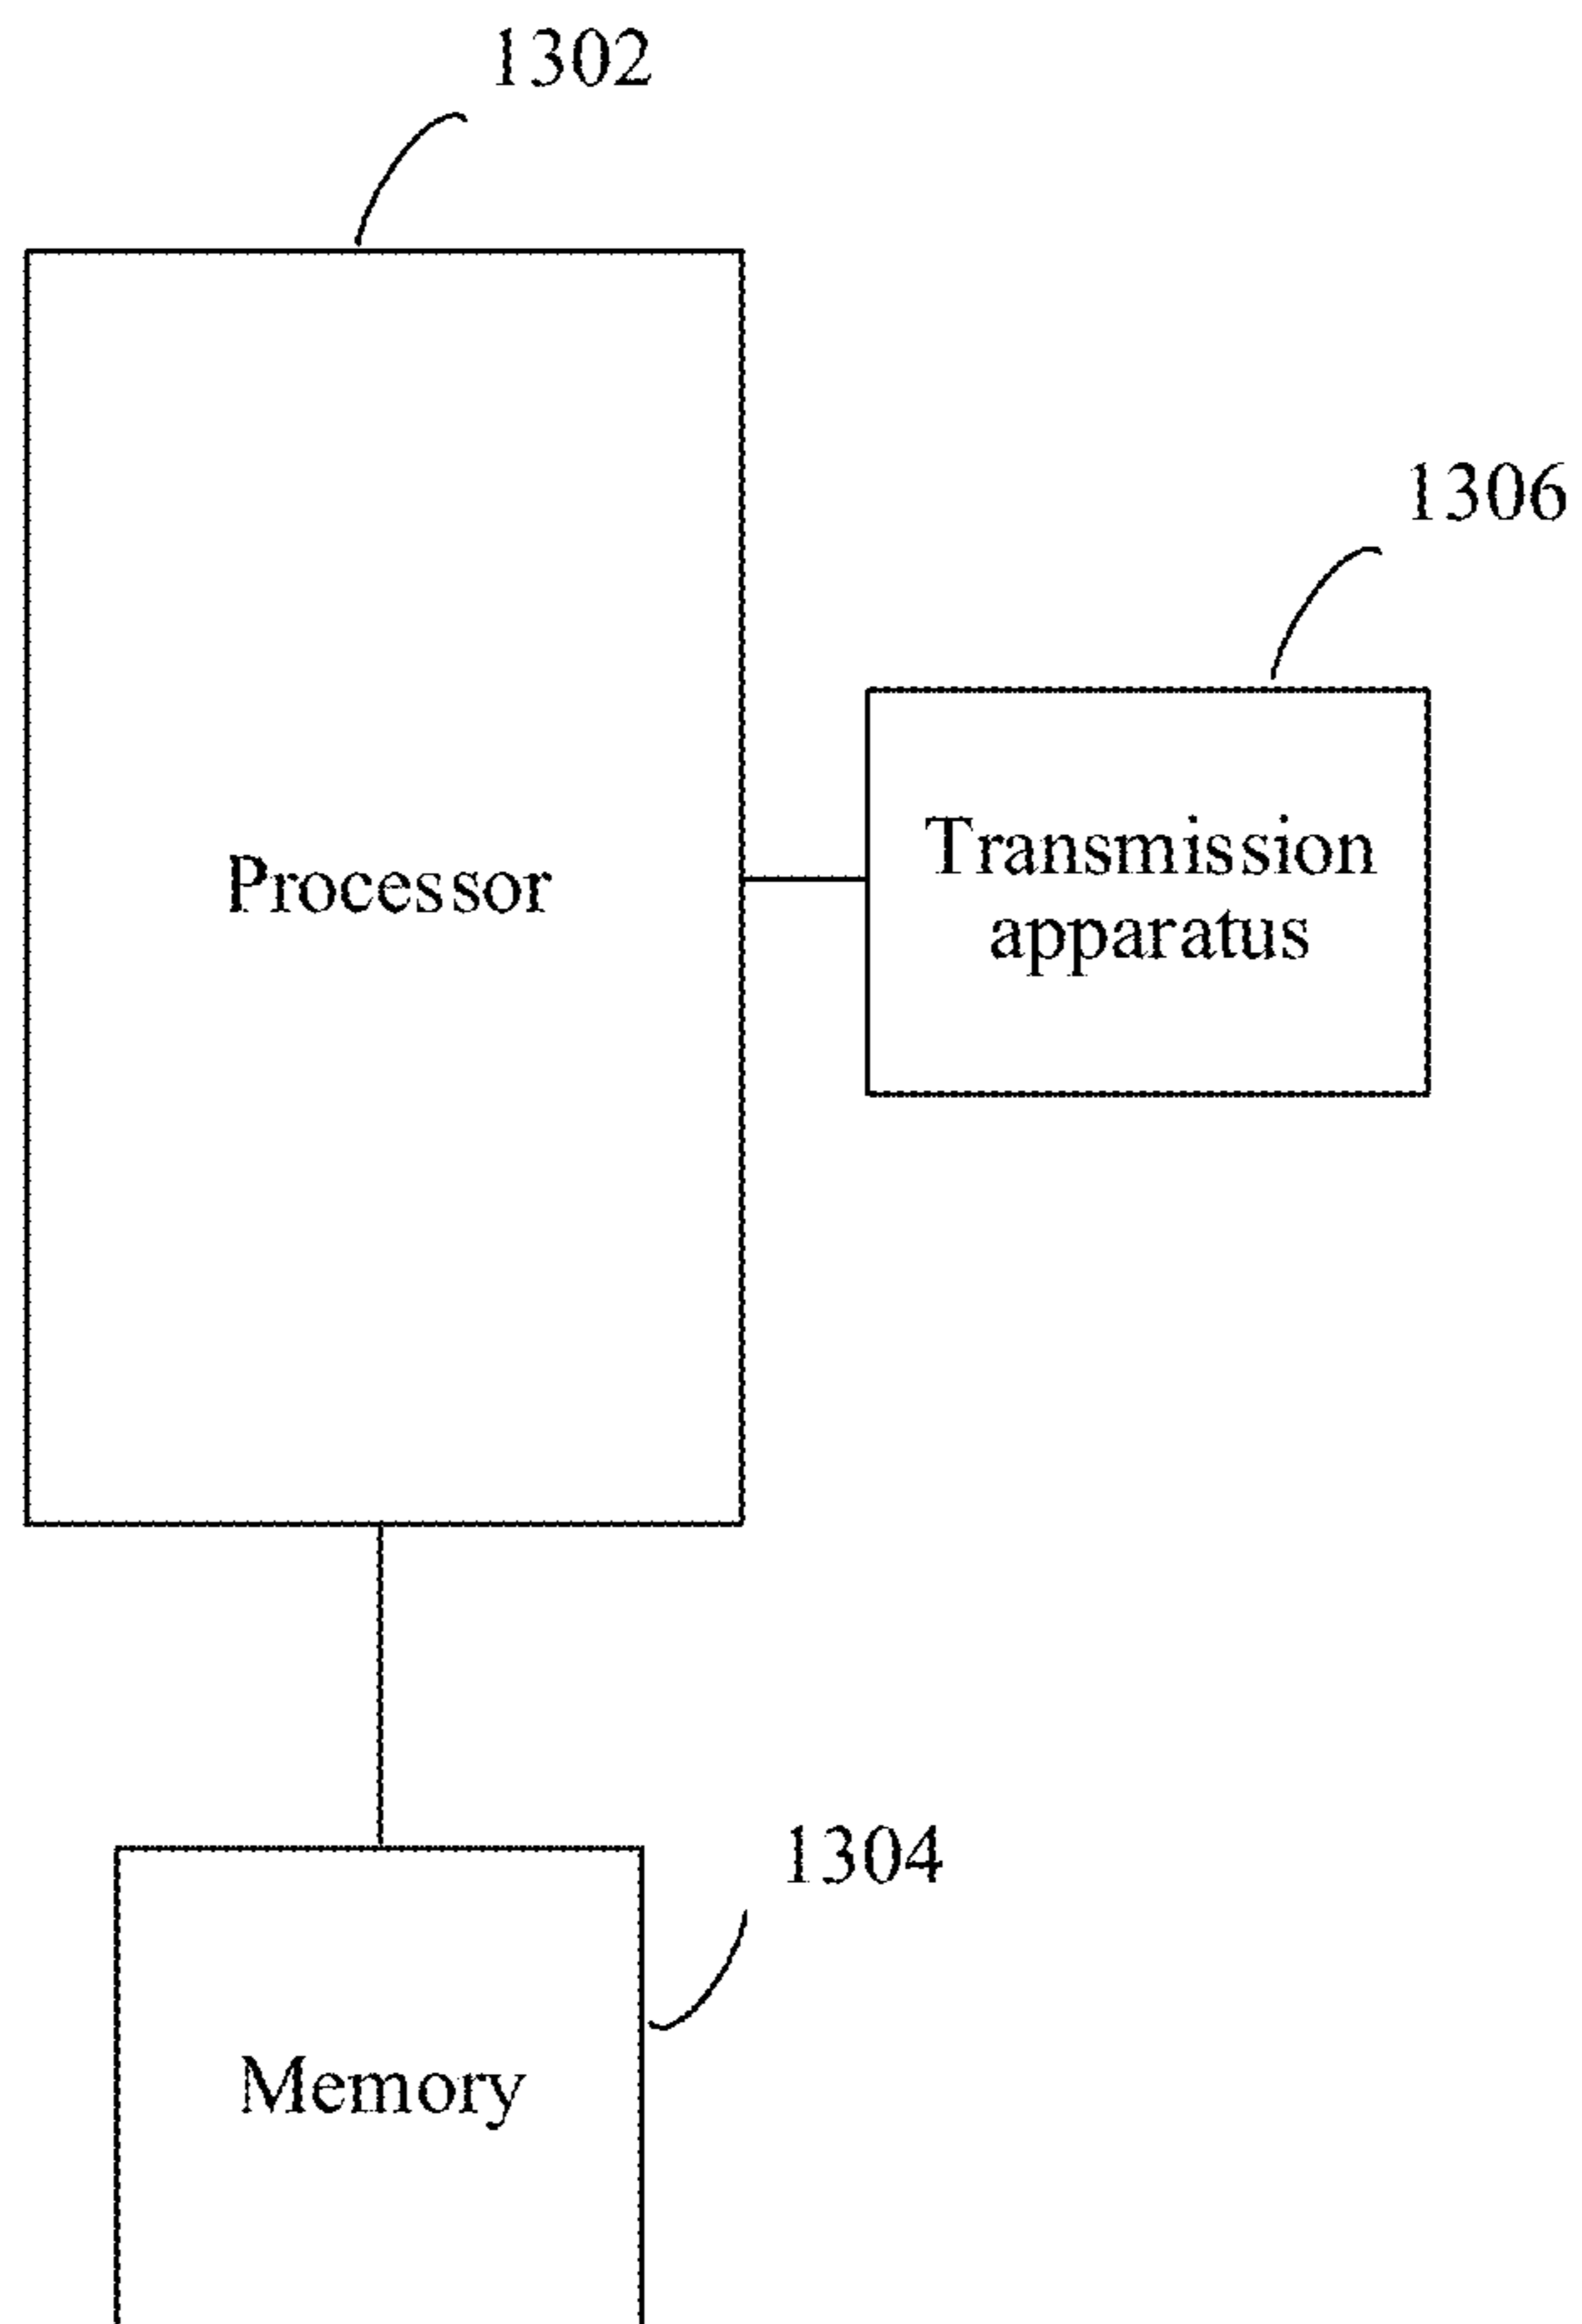 1302
1306
Transmission
apparatus
Processor
1304
Memory